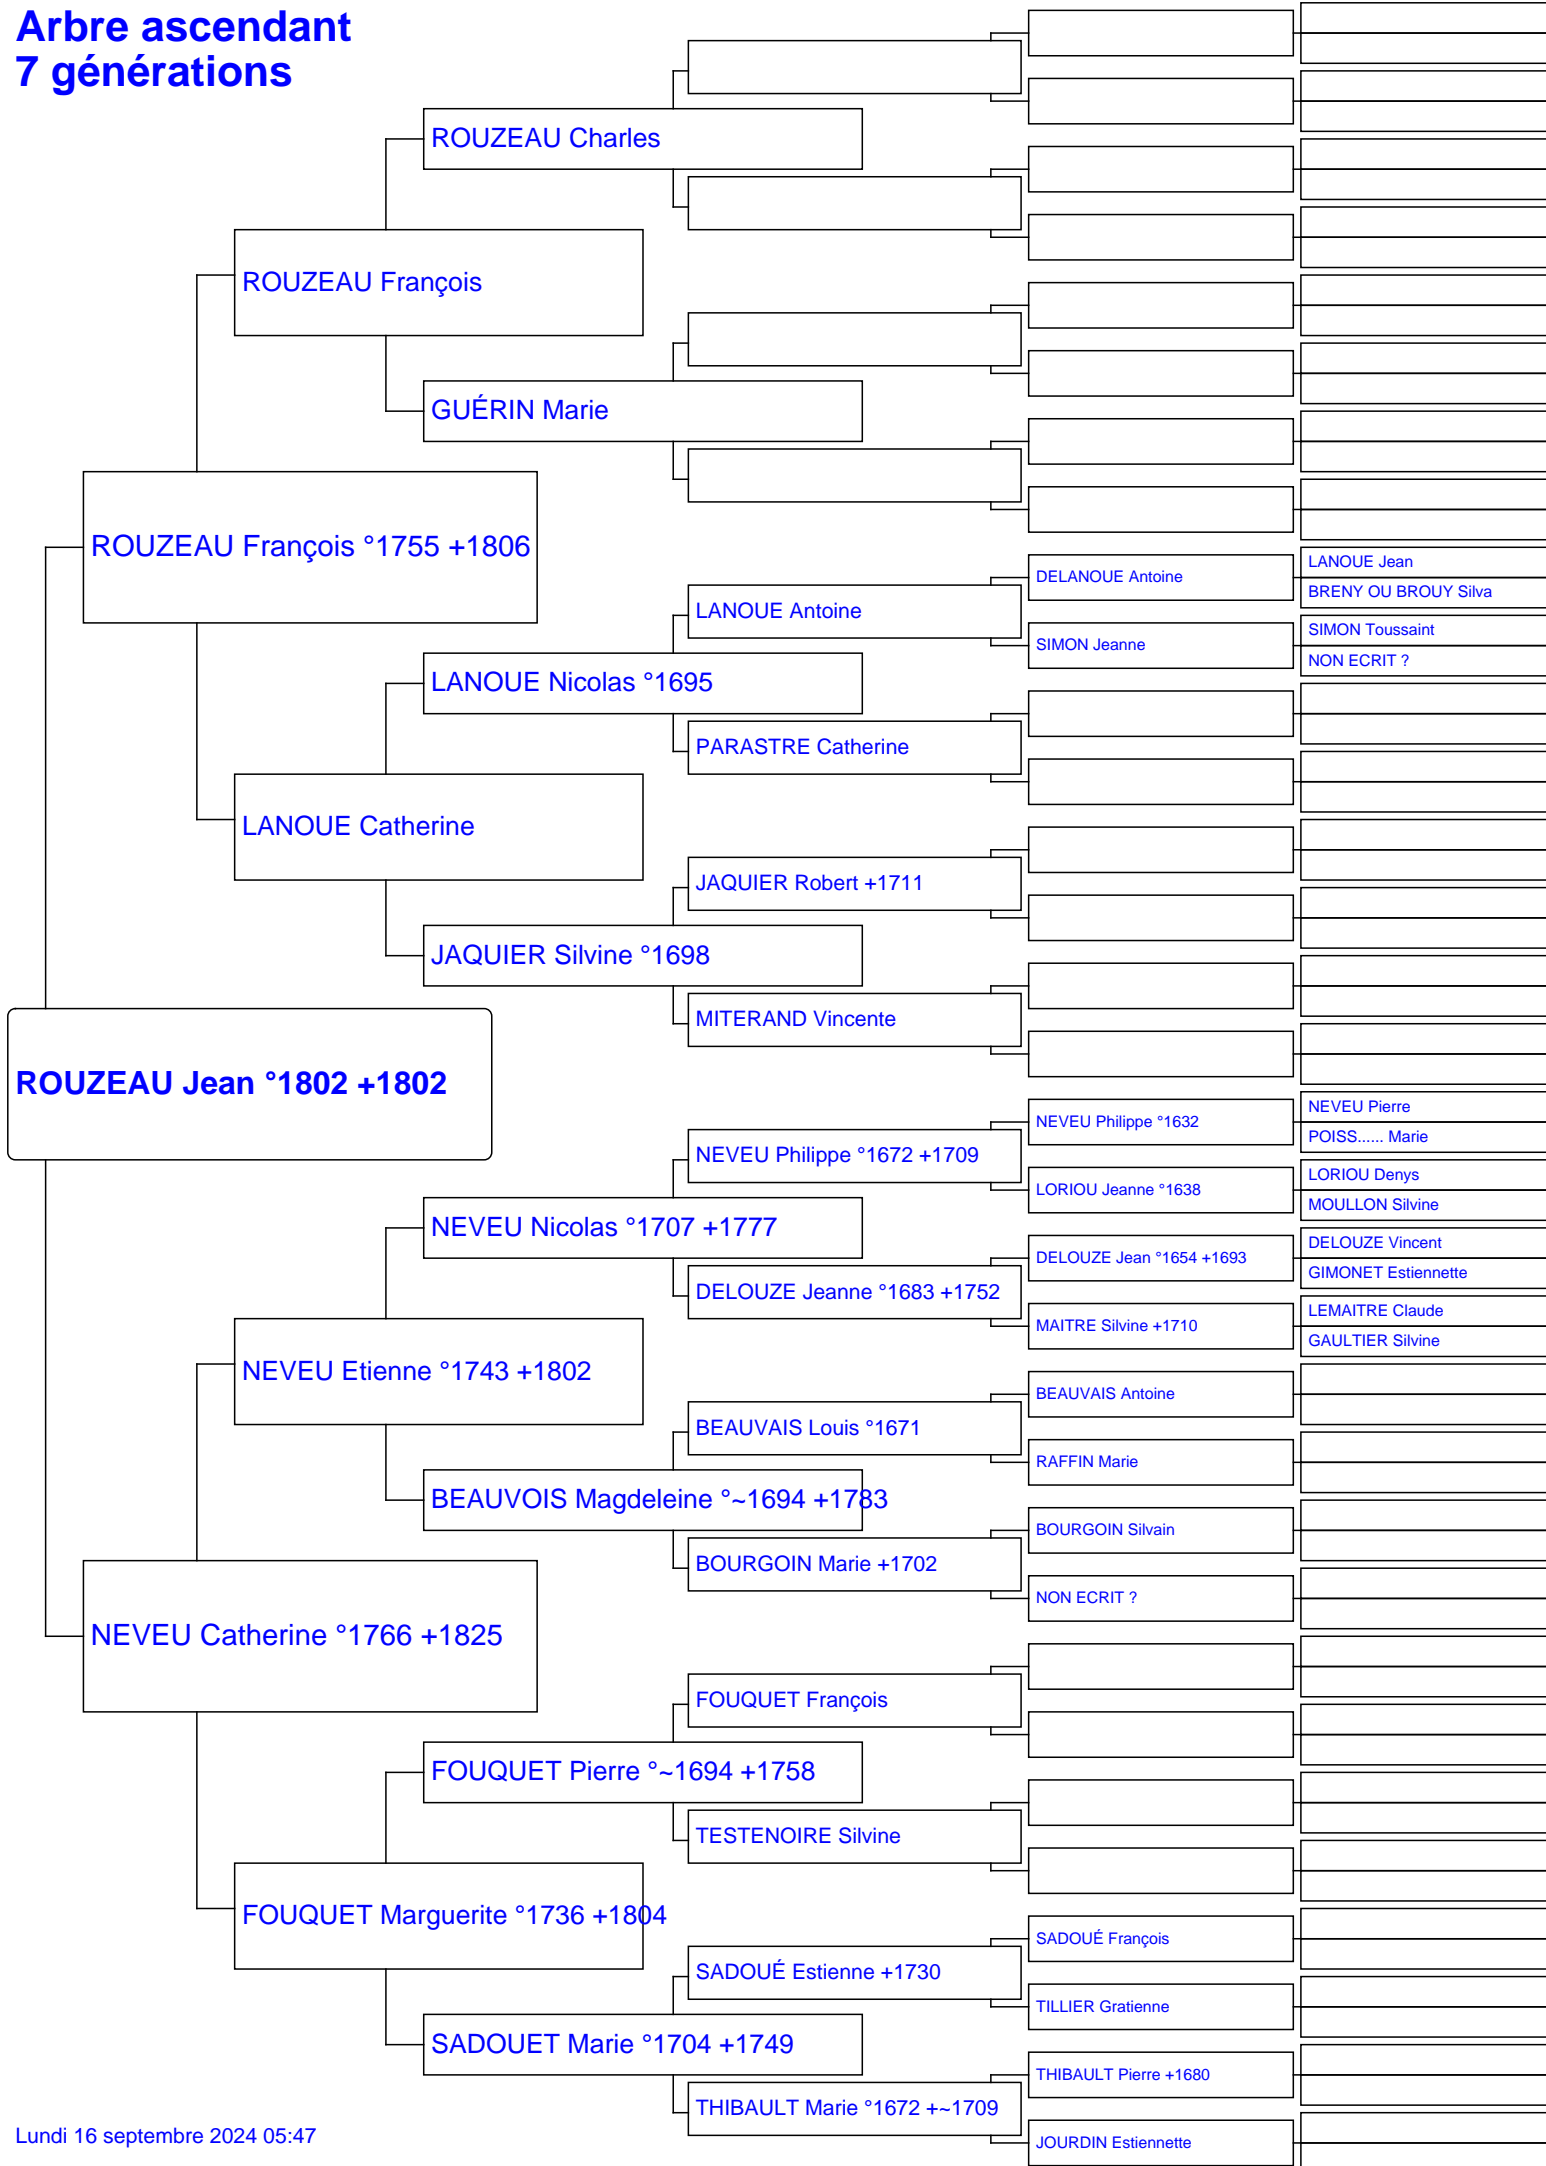 Arbre ascendant
7 générations
ROUZEAU Charles
ROUZEAU François
GUÉRIN Marie
ROUZEAU François °1755 +1806
LANOUE Jean
DELANOUE Antoine
BRENY OU BROUY Silva
LANOUE Antoine
SIMON Toussaint
SIMON Jeanne
NON ECRIT ?
LANOUE Nicolas °1695
PARASTRE Catherine
LANOUE Catherine
JAQUIER Robert +1711
JAQUIER Silvine °1698
MITERAND Vincente
ROUZEAU Jean °1802 +1802
NEVEU Pierre
NEVEU Philippe °1632
POISS...... Marie
NEVEU Philippe °1672 +1709
LORIOU Denys
LORIOU Jeanne °1638
MOULLON Silvine
NEVEU Nicolas °1707 +1777
DELOUZE Vincent
DELOUZE Jean °1654 +1693
GIMONET Estiennette
DELOUZE Jeanne °1683 +1752
LEMAITRE Claude
MAITRE Silvine +1710
GAULTIER Silvine
NEVEU Etienne °1743 +1802
BEAUVAIS Antoine
BEAUVAIS Louis °1671
RAFFIN Marie
BEAUVOIS Magdeleine °~1694 +1783
BOURGOIN Silvain
BOURGOIN Marie +1702
NON ECRIT ?
NEVEU Catherine °1766 +1825
FOUQUET François
FOUQUET Pierre °~1694 +1758
TESTENOIRE Silvine
FOUQUET Marguerite °1736 +1804
SADOUÉ François
SADOUÉ Estienne +1730
TILLIER Gratienne
SADOUET Marie °1704 +1749
THIBAULT Pierre +1680
THIBAULT Marie °1672 +~1709
JOURDIN Estiennette
Lundi 16 septembre 2024 05:47